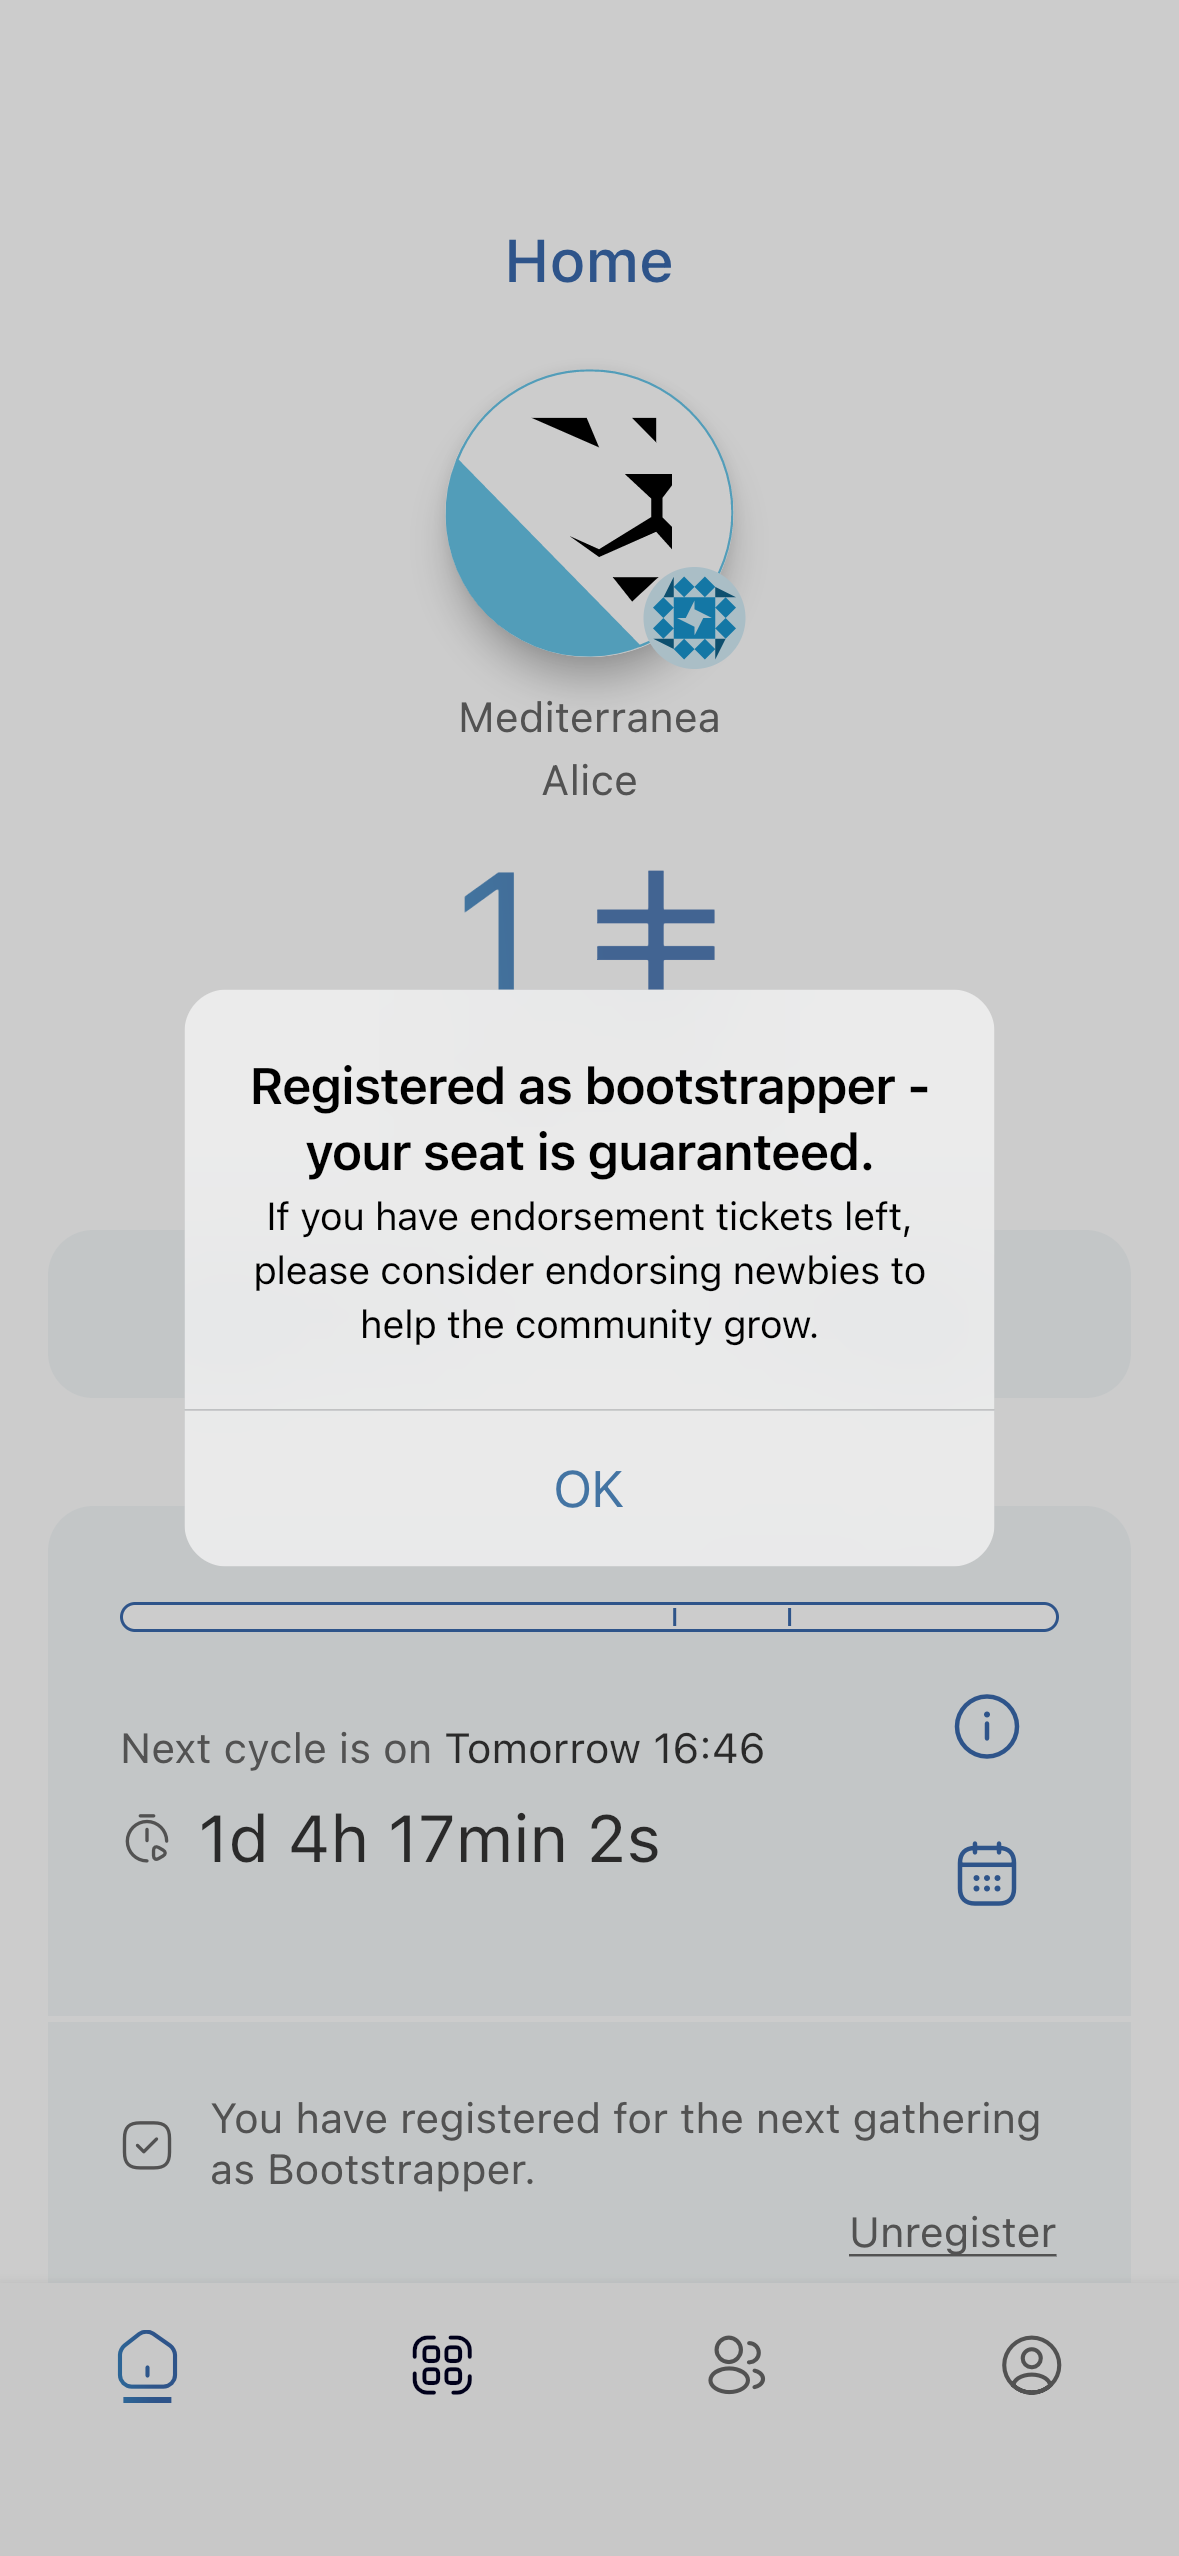 Home
Mediterranea
Alice
1
Registered as bootstrapper -
your seat is guaranteed.
If you have endorsement tickets left,
please consider endorsing newbies to
help the community grow.
OK
Next cycle is on Tomorrow 16:46
1d 4h 17min 2s
You have registered for the next gathering
as Bootstrapper.
Unregister